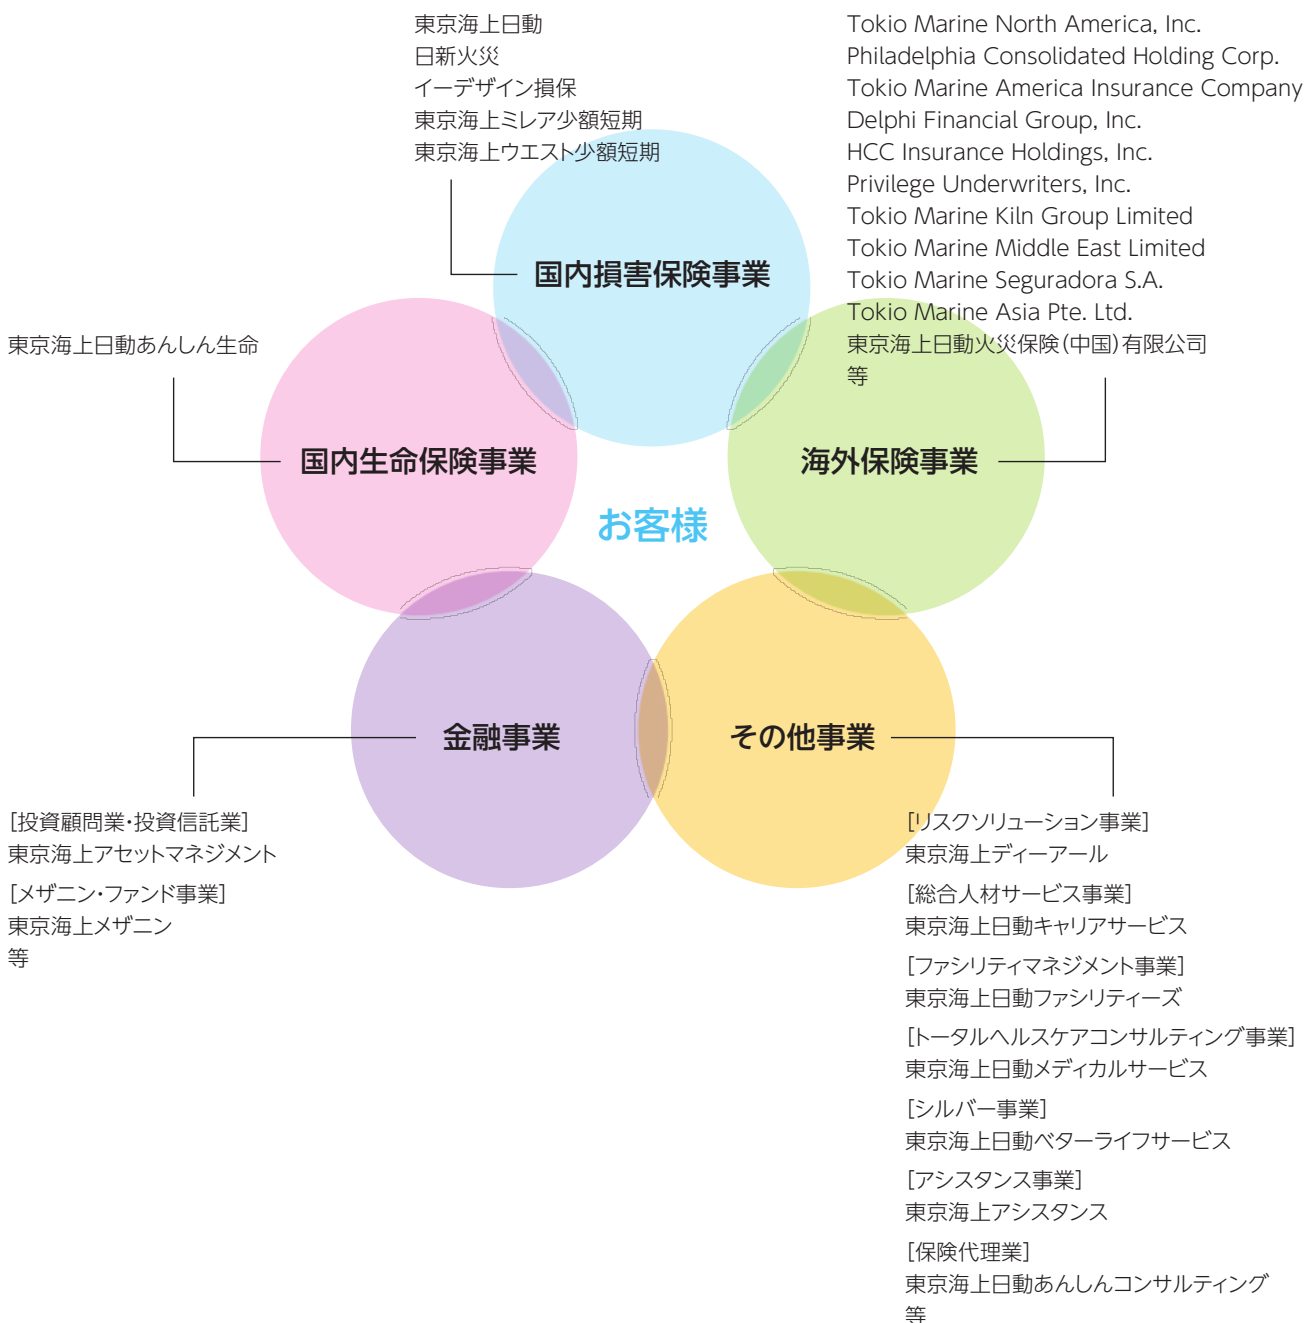 東京海上日動
日新火災
イーデザイン損保
東京海上ミレア少額短期
東京海上ウエスト少額短期
国内損害保険事業
Tokio Marine North America, Inc.
Philadelphia Consolidated Holding Corp.
Tokio Marine America Insurance Company
Delphi Financial Group, Inc.
HCC Insurance Holdings, Inc.
Privilege Underwriters, Inc.
Tokio Marine Kiln Group Limited
Tokio Marine Middle East Limited
Tokio Marine Seguradora S.A.
Tokio Marine Asia Pte. Ltd.
東京海上日動火災保険(中国)有限公司
等
海外保険事業
東京海上日動あんしん生命
国内生命保険事業
お客様
金融事業
[投資顧問業・投資信託業]
東京海上アセットマネジメント
[メザニン・ファンド事業]
東京海上メザニン
等
その他事業
[リスクソリューション事業]
東京海上ディーアール
[総合人材サービス事業]
東京海上日動キャリアサービス
[ファシリティマネジメント事業]
東京海上日動ファシリティーズ
[トータルヘルスケアコンサルティング事業]
東京海上日動メディカルサービス
[シルバー事業]
東京海上日動ベターライフサービス
[アシスタンス事業]
東京海上アシスタンス
[保険代理業]
東京海上日動あんしんコンサルティング
等